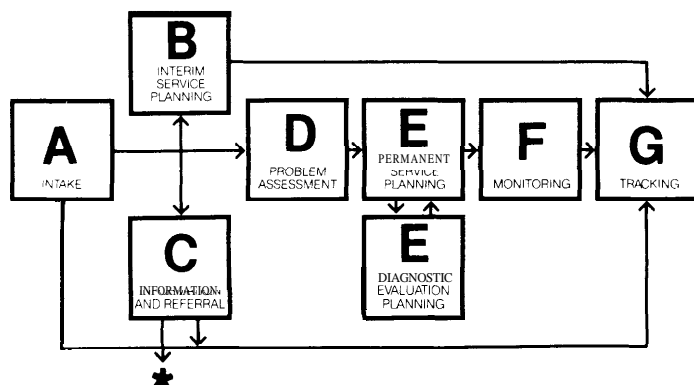 B
INTERIM
SERVICE
PLANNING
A
INTAKE
D
PROBLEM
ASSESSMENT
E
PERMANENT
SERVICE
PLANNING
F
MONITORING
G
TRACKING
C
INFORMATION
AND REFERRAL
E
DIAGNOSTIC
EVALUATION
PLANNING
*